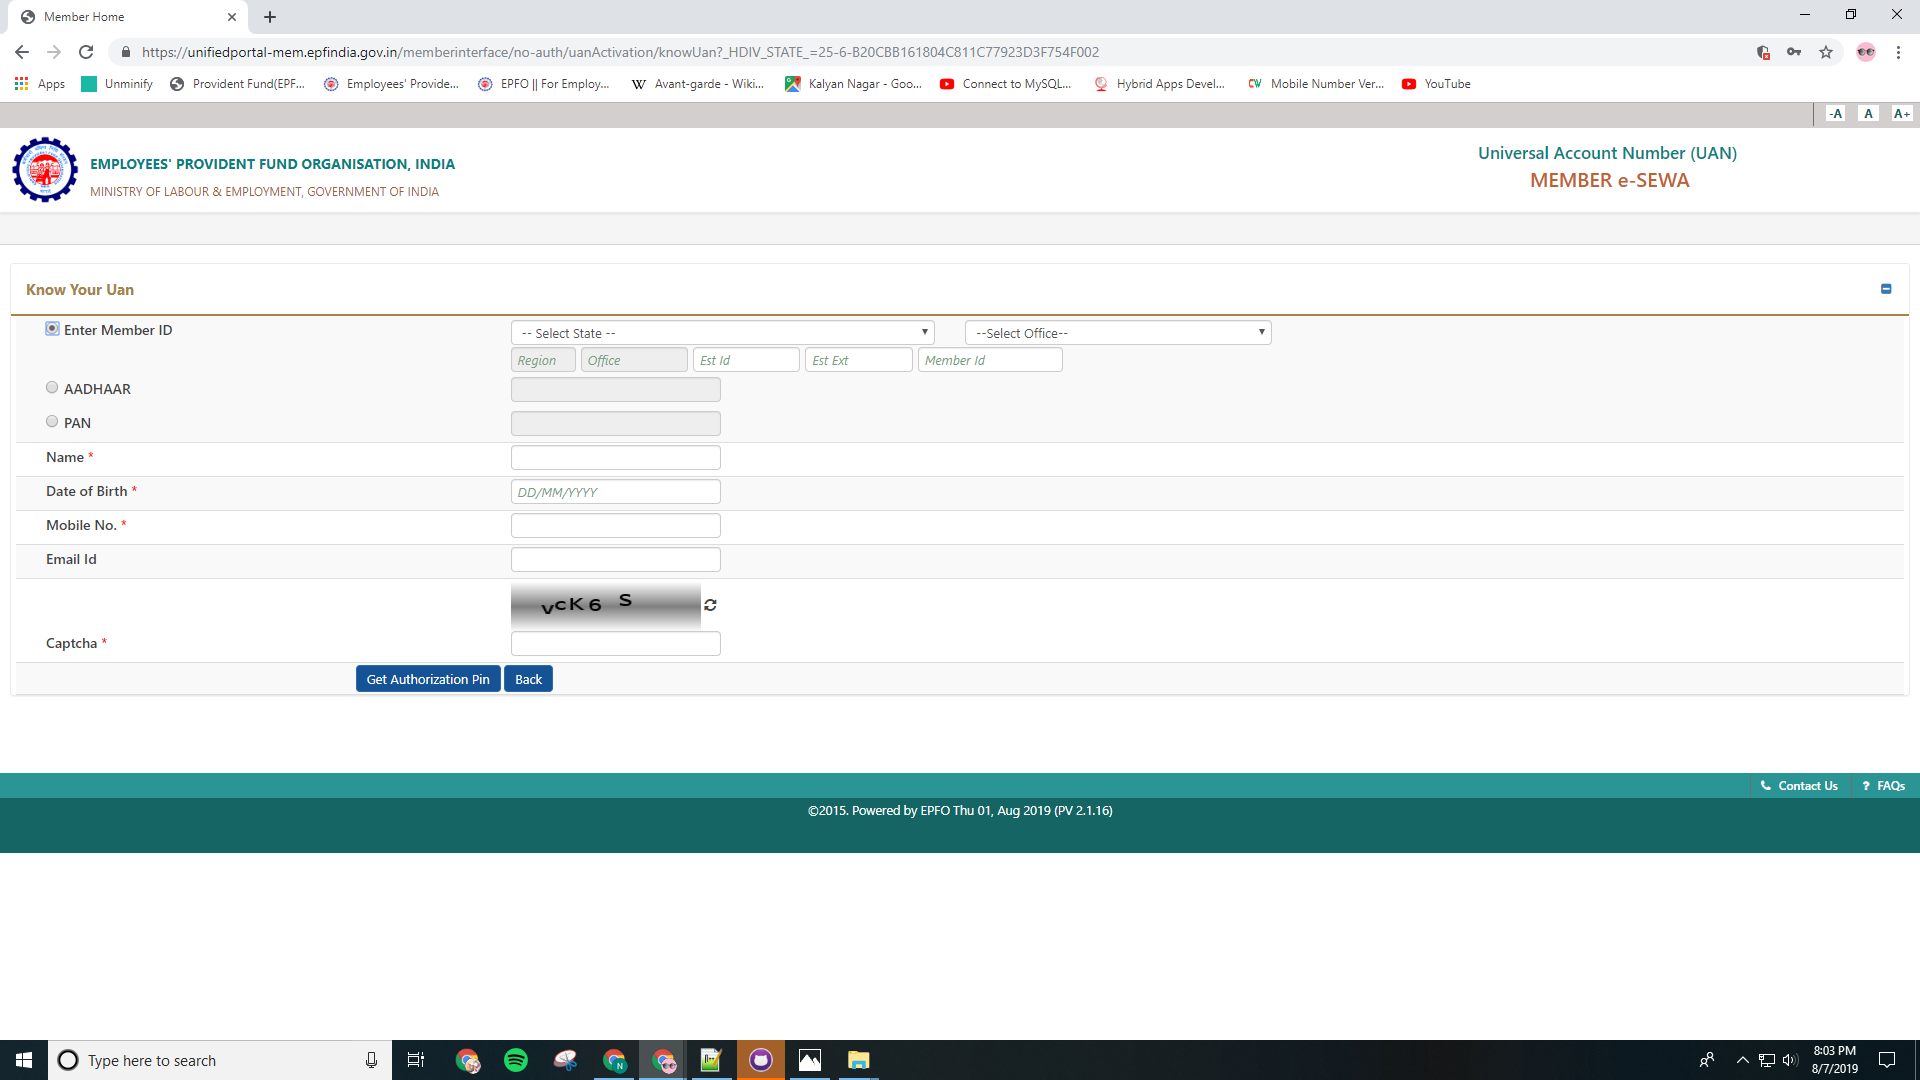 Member Home
https://unifiedportal-mem.epfindia.gov.in/memberinterface/no-auth/uanActivation/knowUan?_HDIV_STATE_=25-6-B20CBB161804C811C77923D3F754F002
Apps Unminify Provident Fund(EPF... Employees' Provide... EPFO || For Employ... Avant-garde - Wiki... Kalyan Nagar - Goo... Connect to MySQL... Hybrid Apps Devel... Mobile Number Ver... YouTube
-A A A+
EMPLOYEES' PROVIDENT FUND ORGANISATION, INDIA
MINISTRY OF LABOUR & EMPLOYMENT, GOVERNMENT OF INDIA
Universal Account Number (UAN)
MEMBER e-SEWA
Know Your Uan
Enter Member ID -- Select State -- --Select Office--
Region Office Est Id Est Ext Member Id
AADHAAR
PAN
Name *
Date of Birth * DD/MM/YYYY
Mobile No. *
Email Id
vcK6 S
Captcha *
Get Authorization Pin Back
Contact Us ? FAQs
©2015. Powered by EPFO Thu 01, Aug 2019 (PV 2.1.16)
Type here to search
8:03 PM
8/7/2019